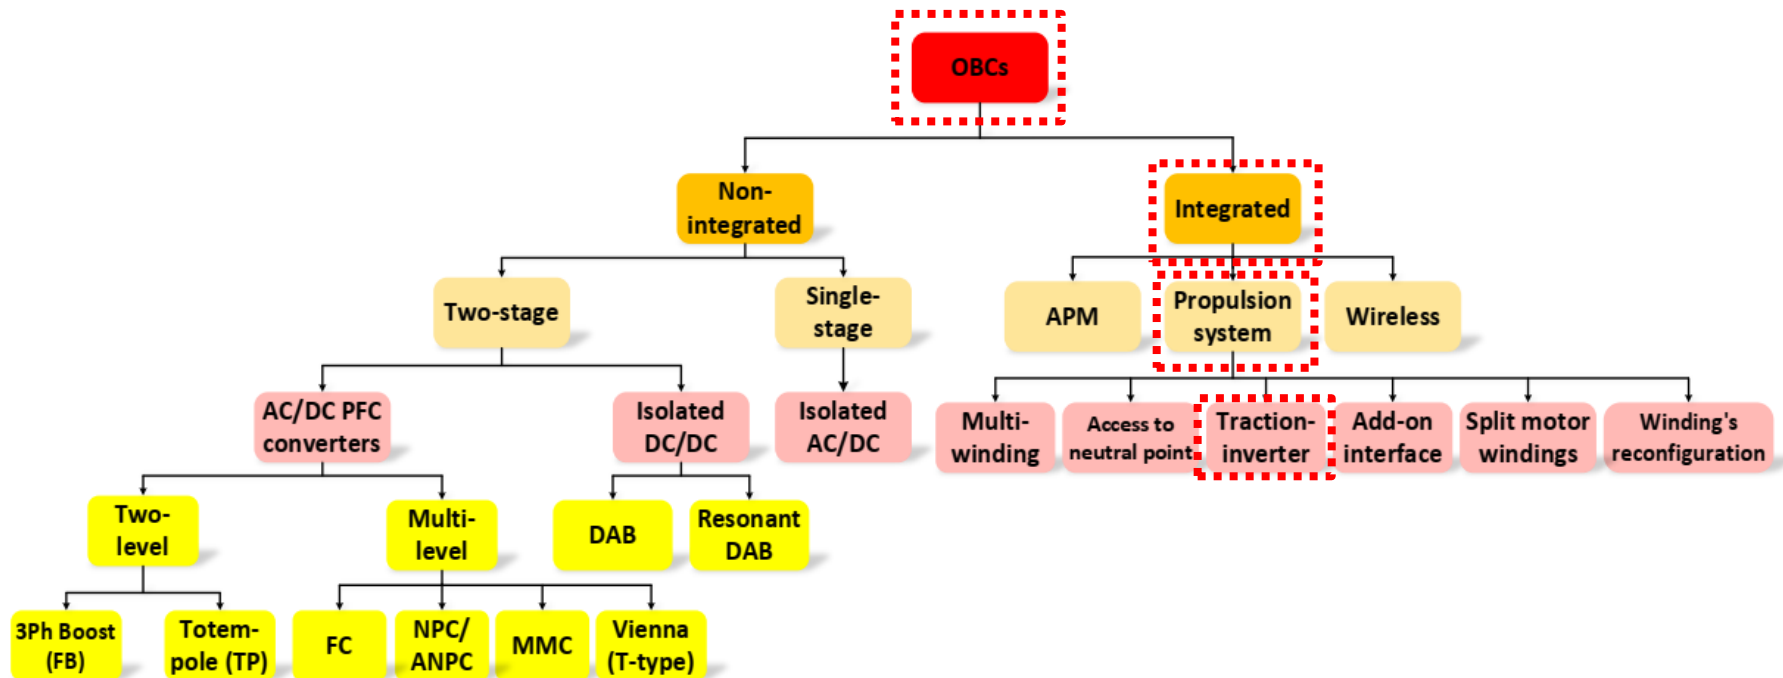 OBCs
Non-
integrated
Integrated
Two-stage
Single-
stage
APM
Propulsion
system
Wireless
AC/DC PFC
converters
Isolated
DC/DC
Isolated
AC/DC
Multi-
winding
Access to
neutral point
Traction-
inverter
Add-on
interface
Split motor
windings
Winding's
reconfiguration
Two-
level
Multi-
level
DAB
Resonant
DAB
3Ph Boost
(FB)
Totem-
pole (TP)
FC
NPC/
ANPC
MMC
Vienna
(T-type)